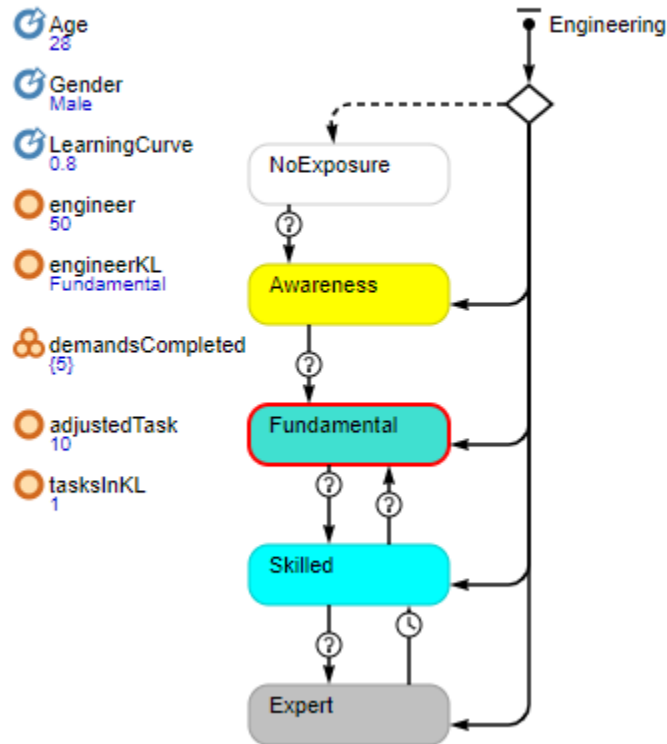 Age
28
Gender
Male
LearningCurve
0.8
engineer
50
engineerKL
Fundamental
demandsCompleted
{5}
adjustedTask
10
tasksInKL
1
Engineering
NoExposure
?
Awareness
?
Fundamental
?
?
Skilled
?
Expert